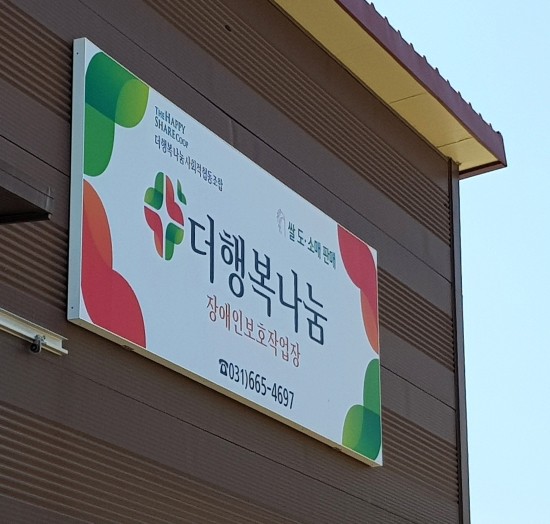 THE HAPPY
SHARE COOP
더행복나눔사회적협동조합
쌀 도·소매 판매
더행복나눔
장애인보호작업장
☎031)665-4697